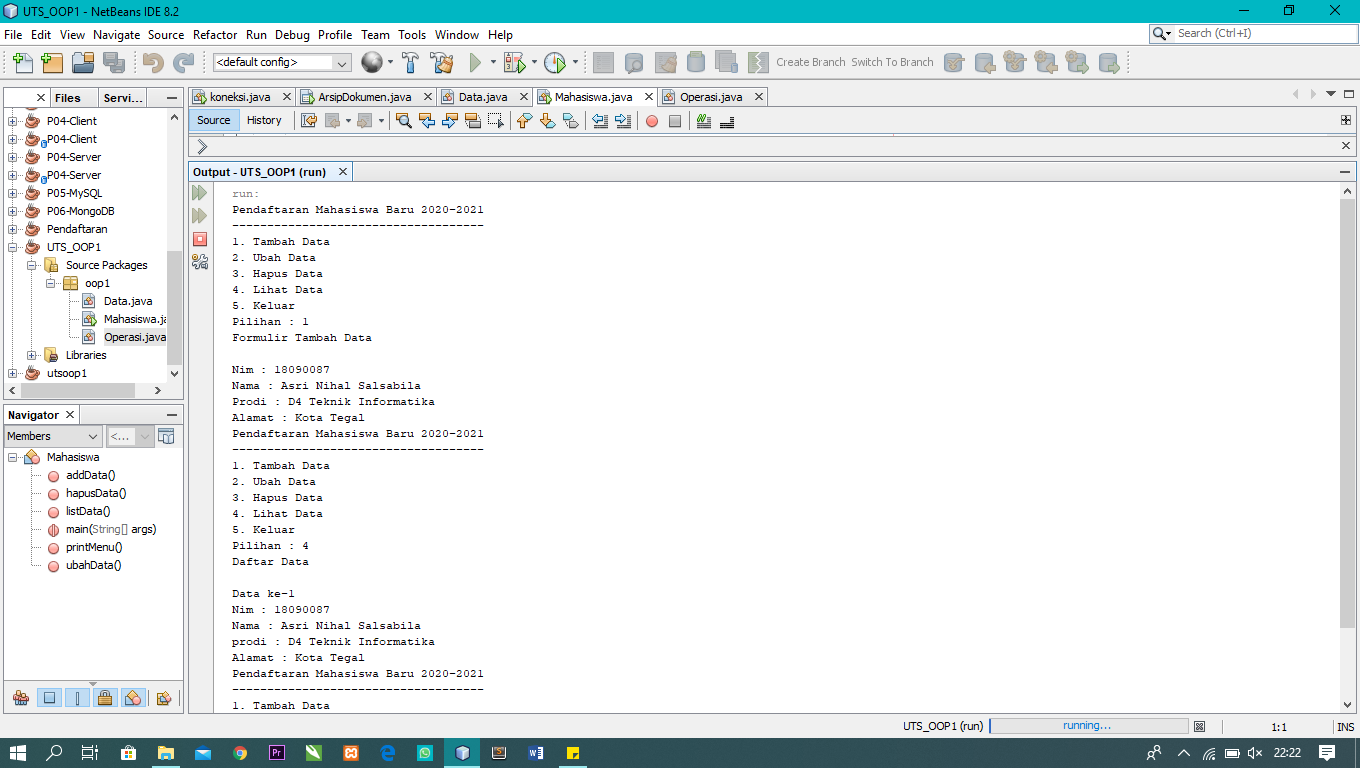 UTS_OOP1 - NetBeans IDE 8.2
File Edit View Navigate Source Refactor Run Debug Profile Team Tools Window Help
Search (Ctrl+I)
<default config>
Create Branch Switch To Branch
Files Servi...
koneksi.java ArsipDokumen.java Data.java Mahasiswa.java Operasi.java
Source History
P04-Client
P04-Client
P04-Server
P04-Server
P05-MySQL
P06-MongoDB
Pendaftaran
UTS_OOP1
Source Packages
oop1
Data.java
Mahasiswa.ja
Operasi.java
Libraries
utsoop1
Navigator
Members <...
Mahasiswa
addData()
hapusData()
listData()
main(String[] args)
printMenu()
ubahData()
Output - UTS_OOP1 (run)
run:
Pendaftaran Mahasiswa Baru 2020-2021
------------------------------------
1. Tambah Data
2. Ubah Data
3. Hapus Data
4. Lihat Data
5. Keluar
Pilihan : 1
Formulir Tambah Data
Nim : 18090087
Nama : Asri Nihal Salsabila
Prodi : D4 Teknik Informatika
Alamat : Kota Tegal
Pendaftaran Mahasiswa Baru 2020-2021
------------------------------------
1. Tambah Data
2. Ubah Data
3. Hapus Data
4. Lihat Data
5. Keluar
Pilihan : 4
Daftar Data
Data ke-1
Nim : 18090087
Nama : Asri Nihal Salsabila
prodi : D4 Teknik Informatika
Alamat : Kota Tegal
Pendaftaran Mahasiswa Baru 2020-2021
------------------------------------
1. Tambah Data
UTS_OOP1 (run) running... 1:1 INS
Pr
22:22